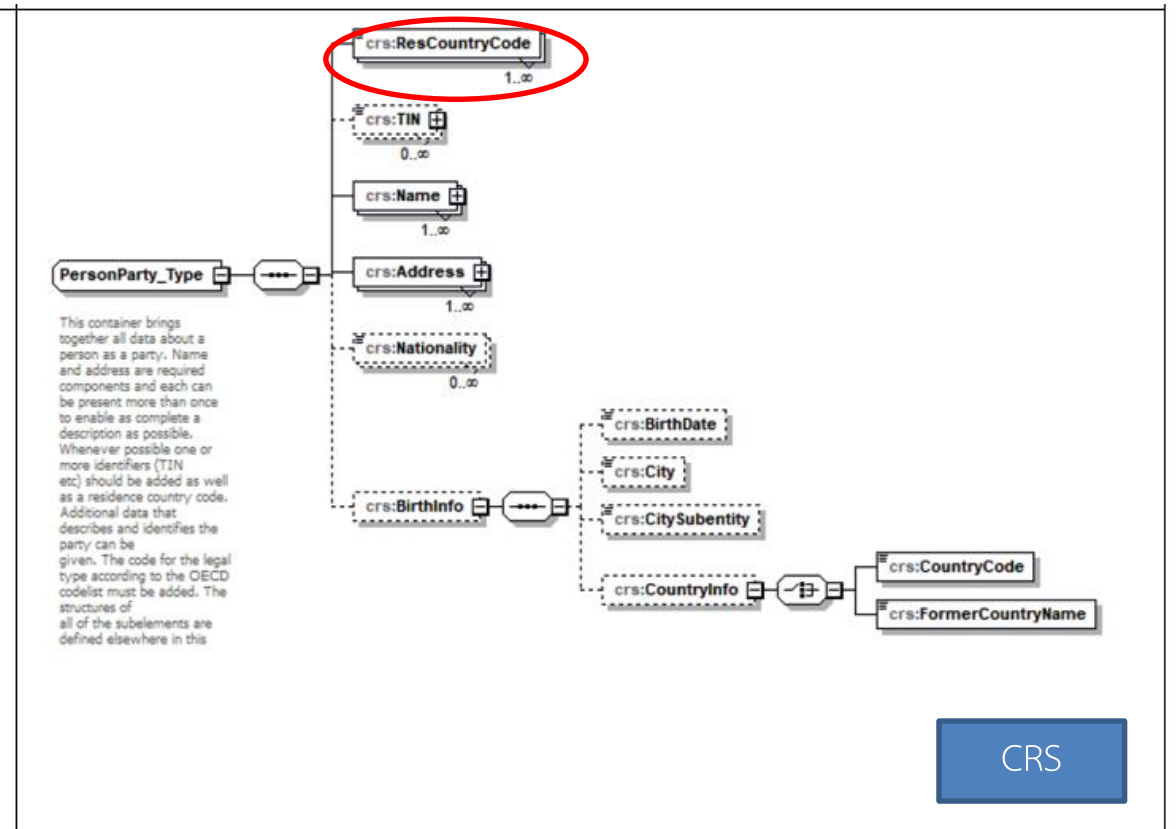 crs:ResCountryCode
1..∞
crs:TIN
0..∞
crs:Name
1..∞
PersonParty_Type
crs:Address
1..∞
This container brings
together all data about a
person as a party. Name
and address are required
components and each can
be present more than once
to enable as complete a
description as possible.
Whenever possible one or
more identifiers (TIN
etc) should be added as well
as a residence country code.
Additional data that
describes and identifies the
party can be
given. The code for the legal
type according to the OECD
codelist must be added. The
structures of
all of the subelements are
defined elsewhere in this
crs:Nationality
0..∞
crs:BirthInfo
crs:BirthDate
crs:City
crs:CitySubentity
crs:CountryInfo
crs:CountryCode
crs:FormerCountryName
CRS